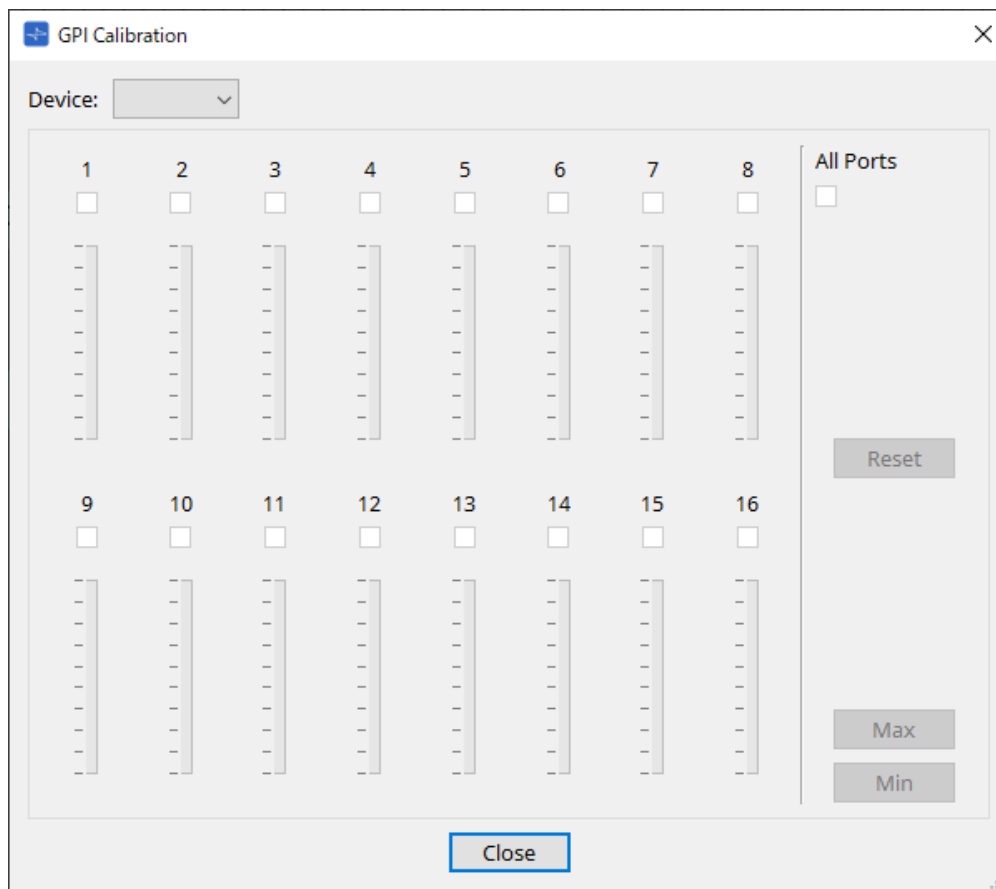 GPI Calibration
Device:
1 2 3 4 5 6 7 8 All Ports
Reset
9 10 11 12 13 14 15 16
Max
Min
Close